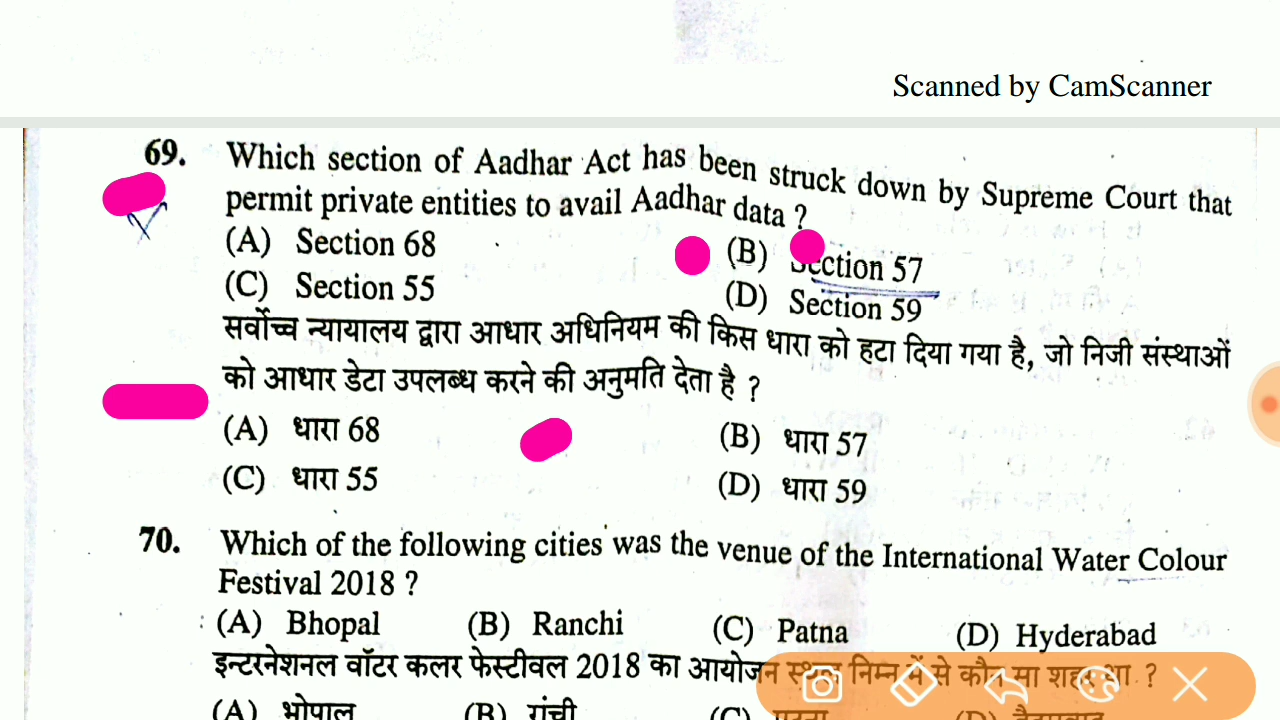 Scanned by CamScanner
69. Which section of Aadhar Act has been struck down by Supreme Court that
permit private entities to avail Aadhar data ?
(A) Section 68 (B) Section 57
(C) Section 55 (D) Section 59
सर्वोच्च न्यायालय द्वारा आधार अधिनियम की किस धारा को हटा दिया गया है, जो निजी संस्थाओं
को आधार डेटा उपलब्ध करने की अनुमति देता है ?
(A) धारा 68 (B) धारा 57
(C) धारा 55 (D) धारा 59
70. Which of the following cities was the venue of the International Water Colour
Festival 2018 ?
(A) Bhopal (B) Ranchi (C) Patna (D) Hyderabad
इन्टरनेशनल वॉटर कलर फेस्टीवल 2018 का आयोजन स्थल निम्न में से कौन सा शहर था ?
(A) भोपाल (B) रांची (C) (D)